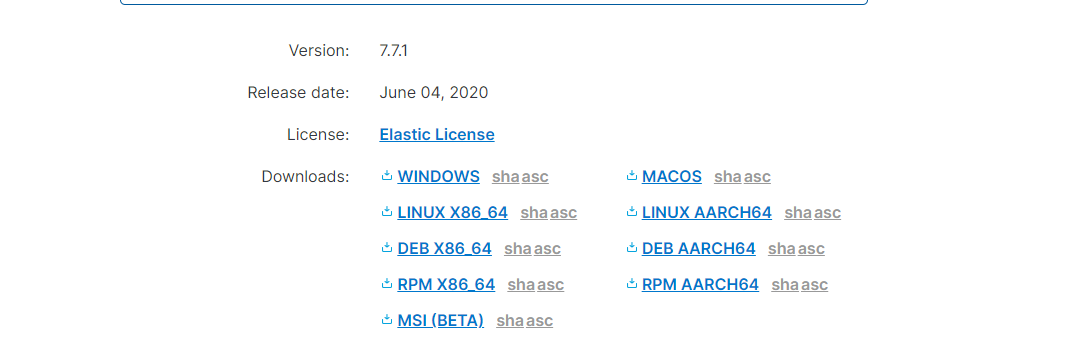 Version: 7.7.1
Release date: June 04, 2020
License: Elastic License
Downloads: WINDOWS sha asc MACOS sha asc
LINUX X86_64 sha asc LINUX AARCH64 sha asc
DEB X86_64 sha asc DEB AARCH64 sha asc
RPM X86_64 sha asc RPM AARCH64 sha asc
MSI (BETA) sha asc